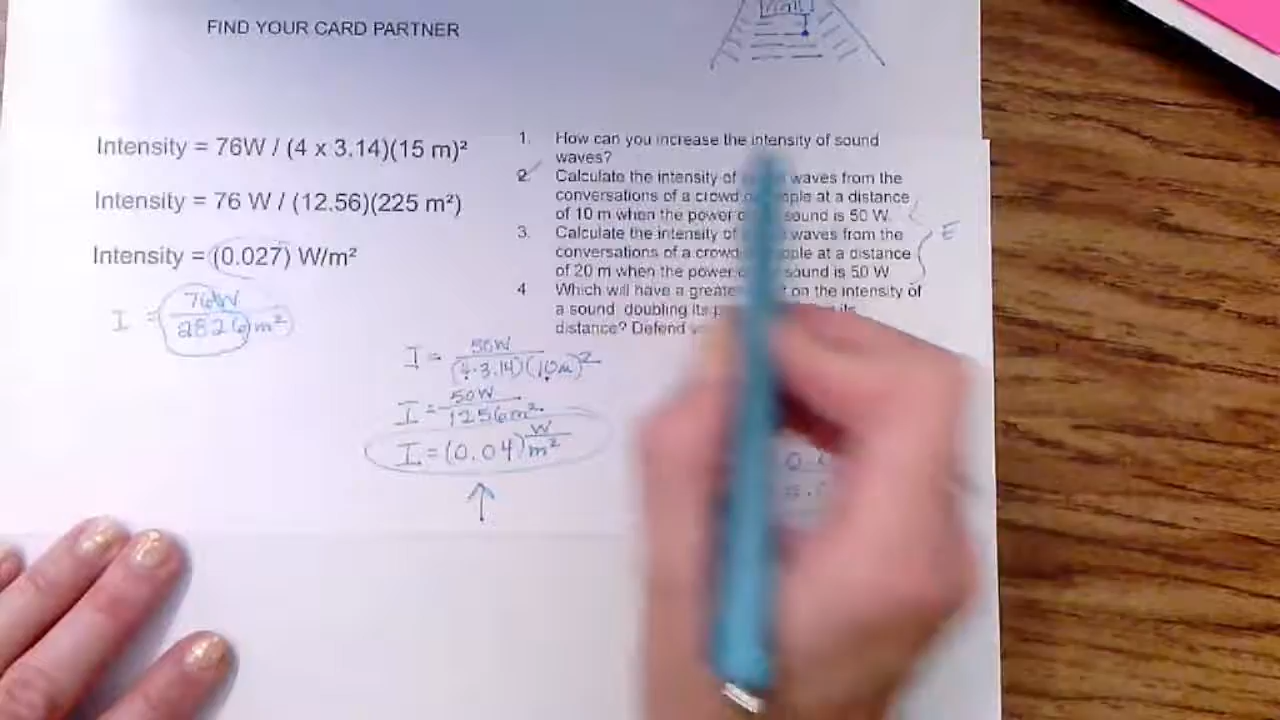 FIND YOUR CARD PARTNER
Intensity = 76W / (4 x 3.14)(15 m)²
Intensity = 76 W / (12.56)(225 m²)
Intensity = (0.027) W/m²
I = 76W
2826 m²
1. How can you increase the intensity of sound
waves?
2 Calculate the intensity of waves from the
conversations of a crowd at a distance
of 10 m when the power sound is 50 W.
3. Calculate the intensity of waves from the
conversations of a crowd at a distance
of 20 m when the power sound is 50 W
4 Which will have a on the intensity of
a sound doubling its its
distance? Defend
E
I = 50W
(4·3.14)(10m)²
I = 50W
1256m²
I = (0.04) W
m²